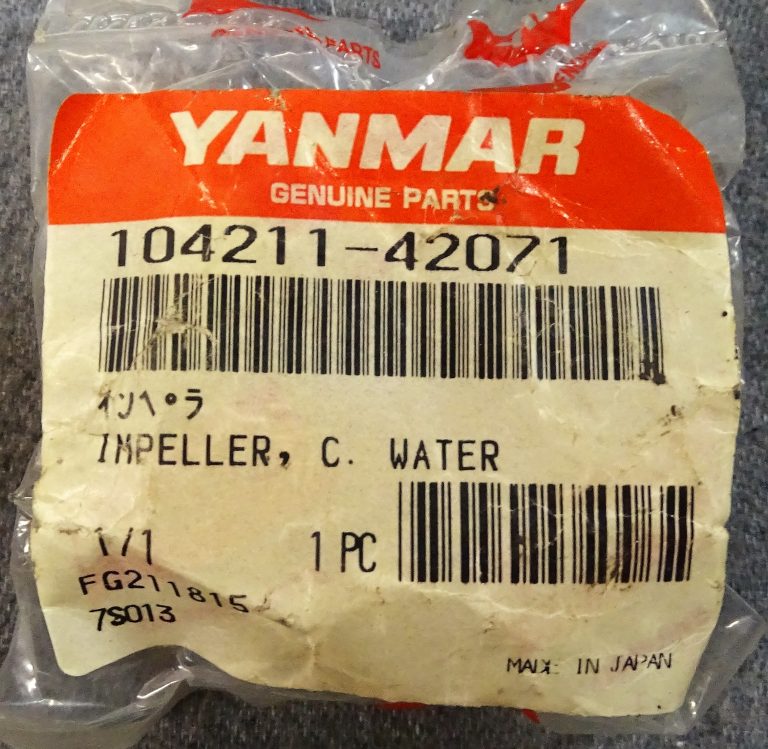 YANMAR
GENUINE PARTS
104211-42071
インペラ
IMPELLER, C. WATER
1/1 1 PC
FG211815
7S013
MADE IN JAPAN
PARTS